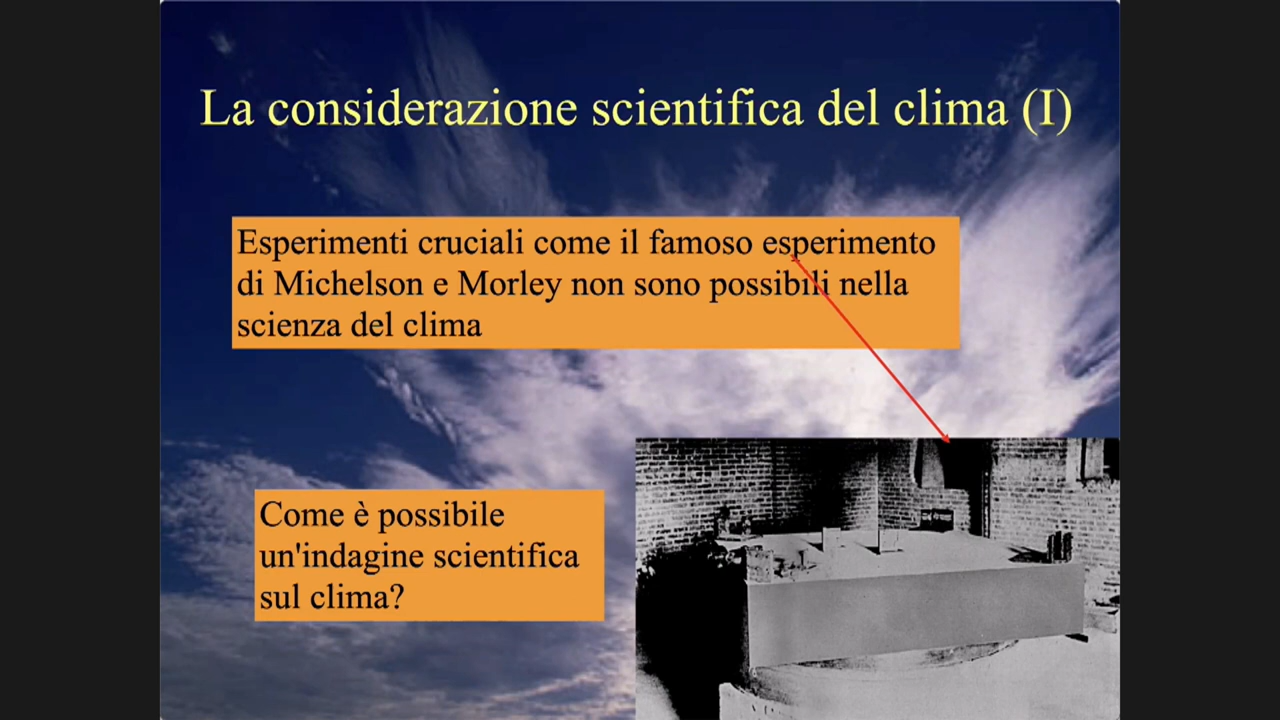 La considerazione scientifica del clima (I)
Esperimenti cruciali come il famoso esperimento
di Michelson e Morley non sono possibili nella
scienza del clima
Come è possibile
un'indagine scientifica
sul clima?